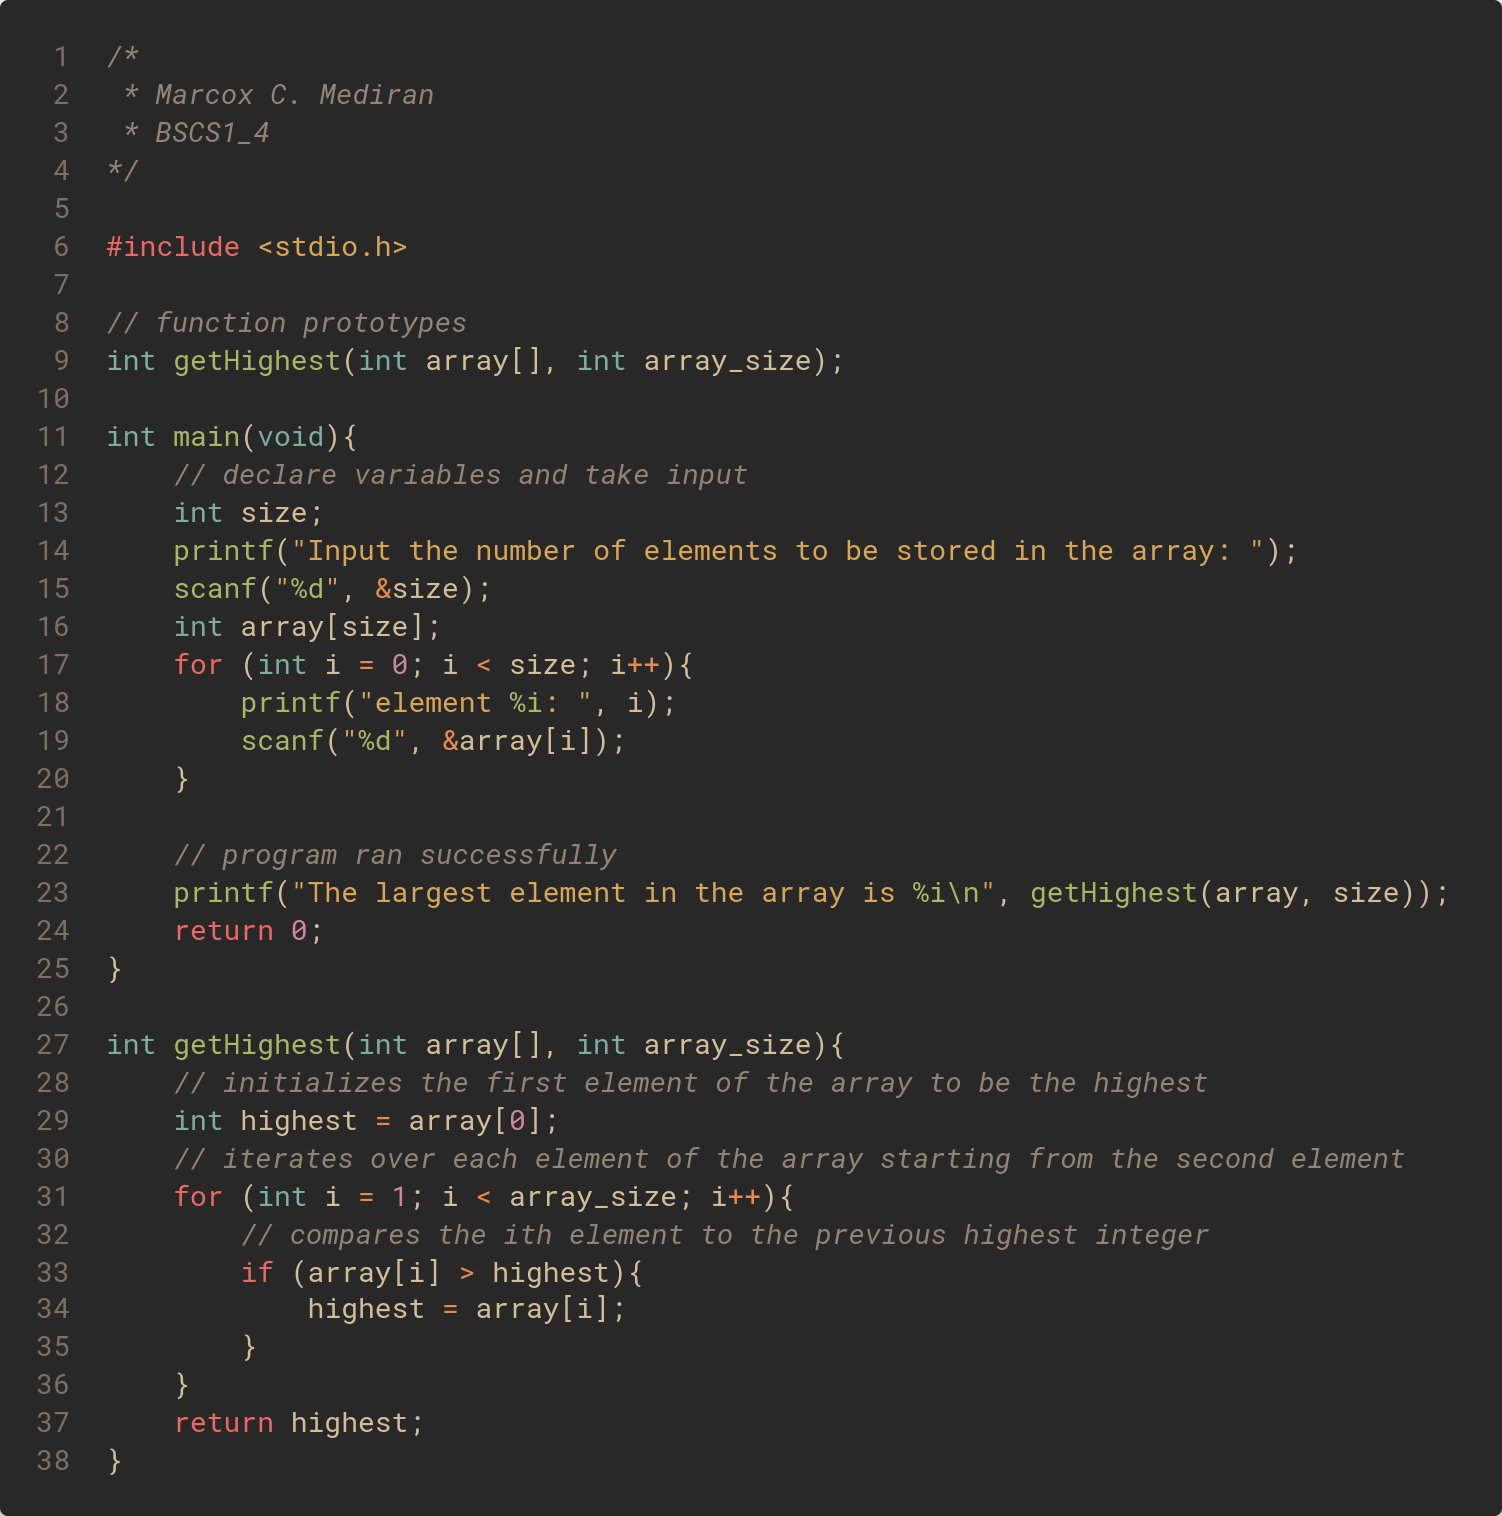 1 /*
2  * Marcox C. Mediran
3  * BSCS1_4
4 */
5
6 #include <stdio.h>
7
8 // function prototypes
9 int getHighest(int array[], int array_size);
10
11 int main(void){
12     // declare variables and take input
13     int size;
14     printf("Input the number of elements to be stored in the array: ");
15     scanf("%d", &size);
16     int array[size];
17     for (int i = 0; i < size; i++){
18         printf("element %i: ", i);
19         scanf("%d", &array[i]);
20     }
21
22     // program ran successfully
23     printf("The largest element in the array is %i\n", getHighest(array, size));
24     return 0;
25 }
26
27 int getHighest(int array[], int array_size){
28     // initializes the first element of the array to be the highest
29     int highest = array[0];
30     // iterates over each element of the array starting from the second element
31     for (int i = 1; i < array_size; i++){
32         // compares the ith element to the previous highest integer
33         if (array[i] > highest){
34             highest = array[i];
35         }
36     }
37     return highest;
38 }